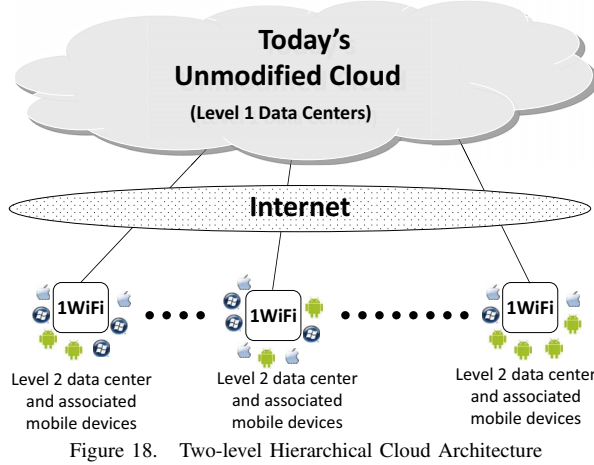 Today's
Unmodified Cloud
(Level 1 Data Centers)
Internet
1WiFi
1WiFi
1WiFi
Level 2 data center
and associated
mobile devices
Level 2 data center
and associated
mobile devices
Level 2 data center
and associated
mobile devices
Figure 18. Two-level Hierarchical Cloud Architecture